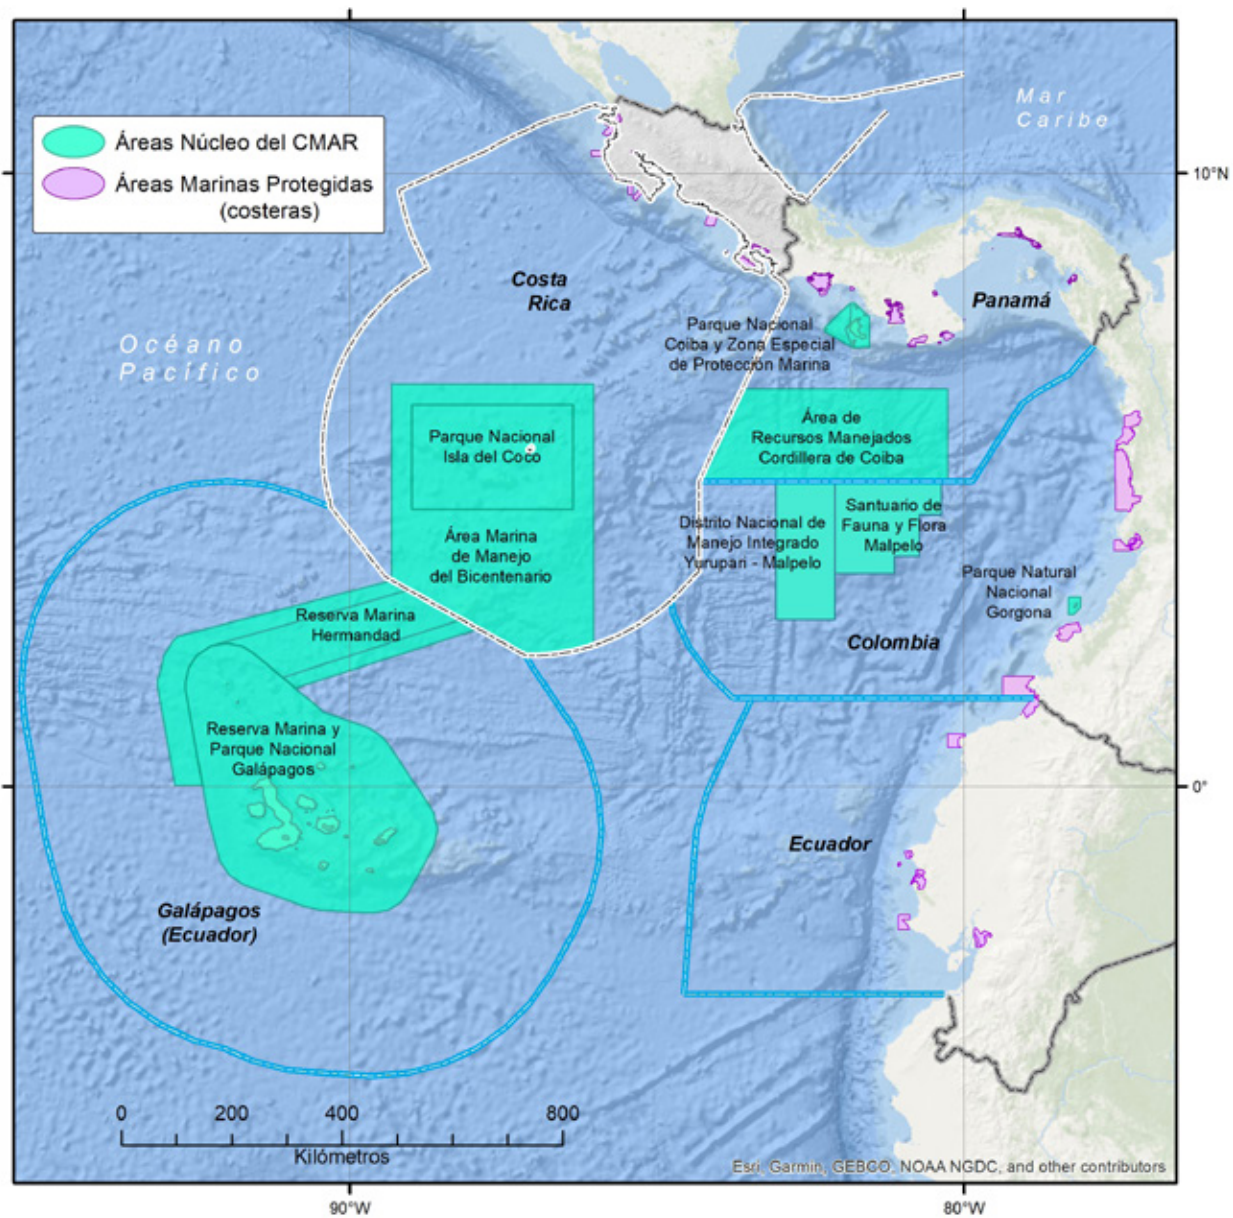 Áreas Núcleo del CMAR
Áreas Marinas Protegidas
(costeras)
Mar
Caribe
10°N
Costa
Rica
Panamá
Océano
Pacífico
Parque Nacional
Coiba y Zona Especial
de Protección Marina
Parque Nacional
Isla del Coco
Área de
Recursos Manejados
Cordillera de Coiba
Área Marina
de Manejo
del Bicentenario
Distrito Nacional de
Manejo Integrado
Yurupari - Malpelo
Santuario de
Fauna y Flora
Malpelo
Parque Natural
Nacional
Gorgona
Reserva Marina
Hermandad
Colombia
Reserva Marina y
Parque Nacional
Galápagos
0°
Ecuador
Galápagos
(Ecuador)
0 200 400 800
Kilómetros
Esri, Garmin, GEBCO, NOAA NGDC, and other contributors
90°W
80°W